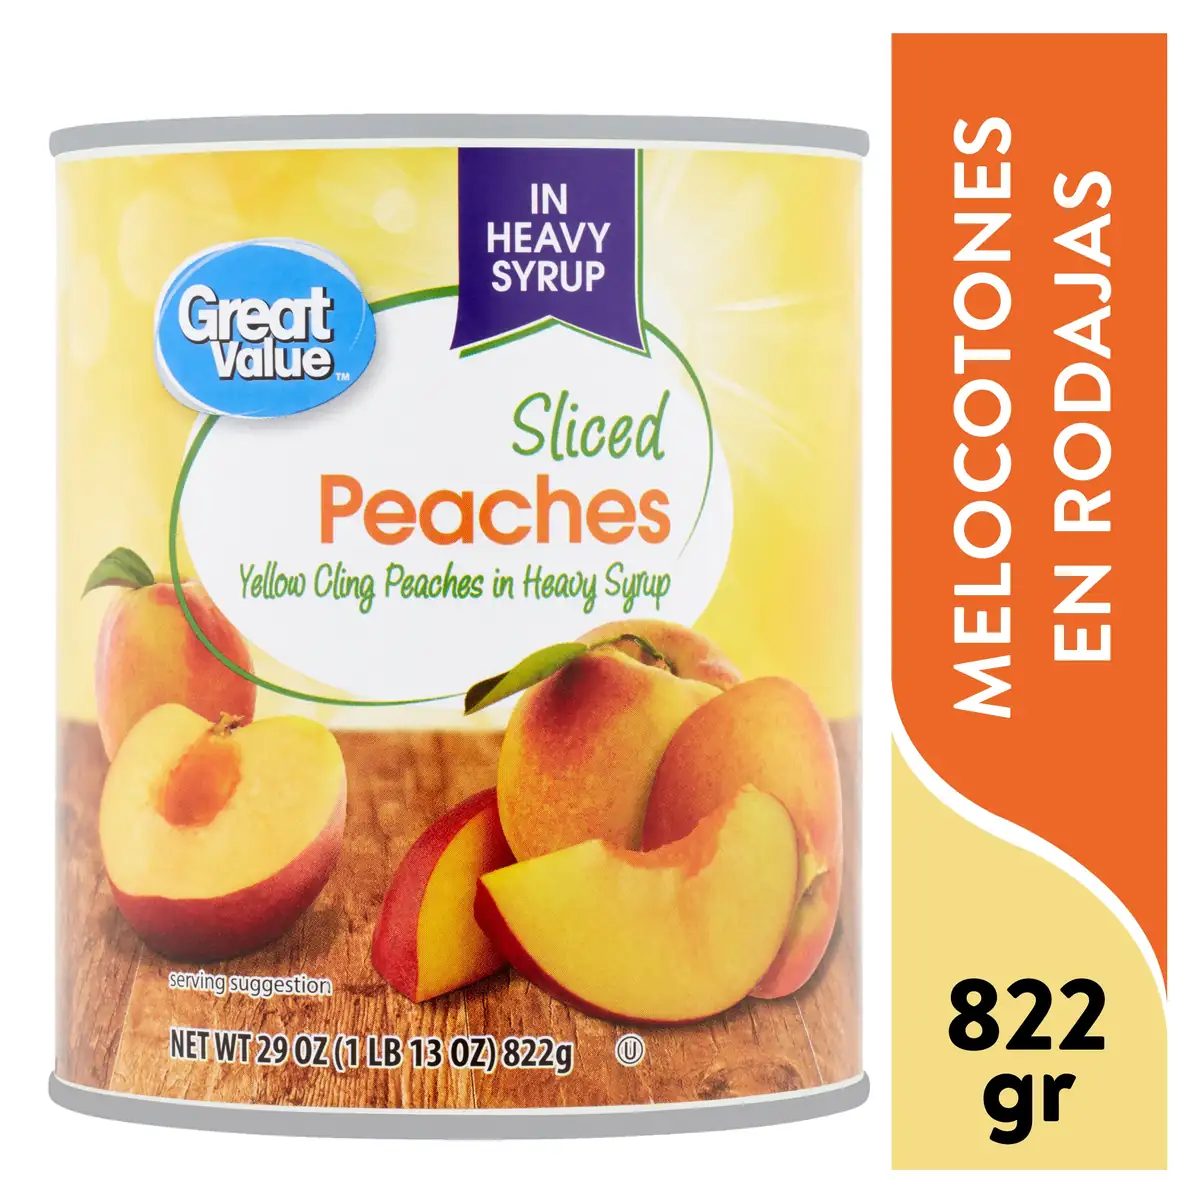 IN
HEAVY
SYRUP
Great
Value™
Sliced
Peaches
Yellow Cling Peaches in Heavy Syrup
serving suggestion
NET WT 29 OZ (1 LB 13 OZ) 822g
U
MELOCOTONES
EN RODAJAS
822
gr